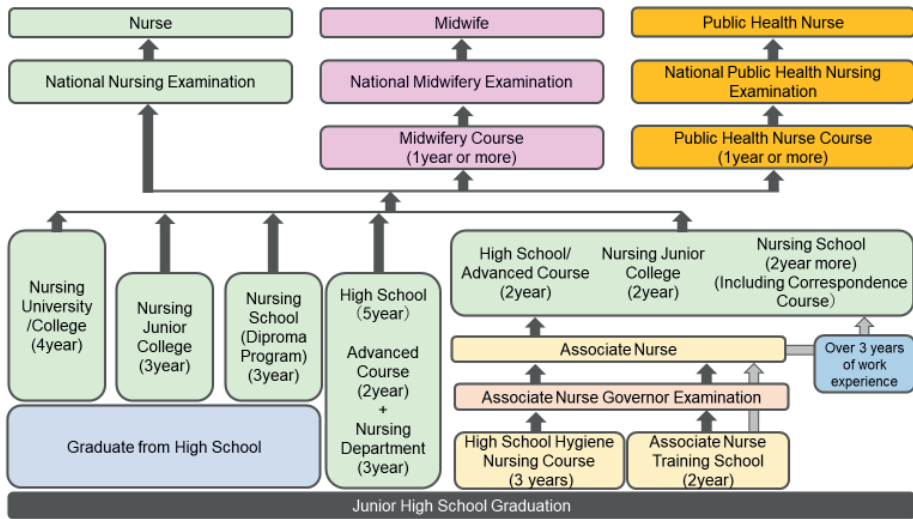 Nurse
Midwife
Public Health Nurse
National Nursing Examination
National Midwifery Examination
National Public Health Nursing
Examination
Midwifery Course
(1year or more)
Public Health Nurse Course
(1year or more)
Nursing
University
/College
(4year)
Nursing
Junior
College
(3year)
Nursing
School
(Diproma
Program)
(3year)
High School
(5year)
Advanced
Course
(2year)
+
Nursing
Department
(3year)
High School/
Advanced Course
(2year)
Nursing Junior
College
(2year)
Nursing School
(2year more)
(Including Correspondence
Course)
Associate Nurse
Over 3 years
of work
experience
Associate Nurse Governor Examination
Graduate from High School
High School Hygiene
Nursing Course
(3 years)
Associate Nurse
Training School
(2year)
Junior High School Graduation